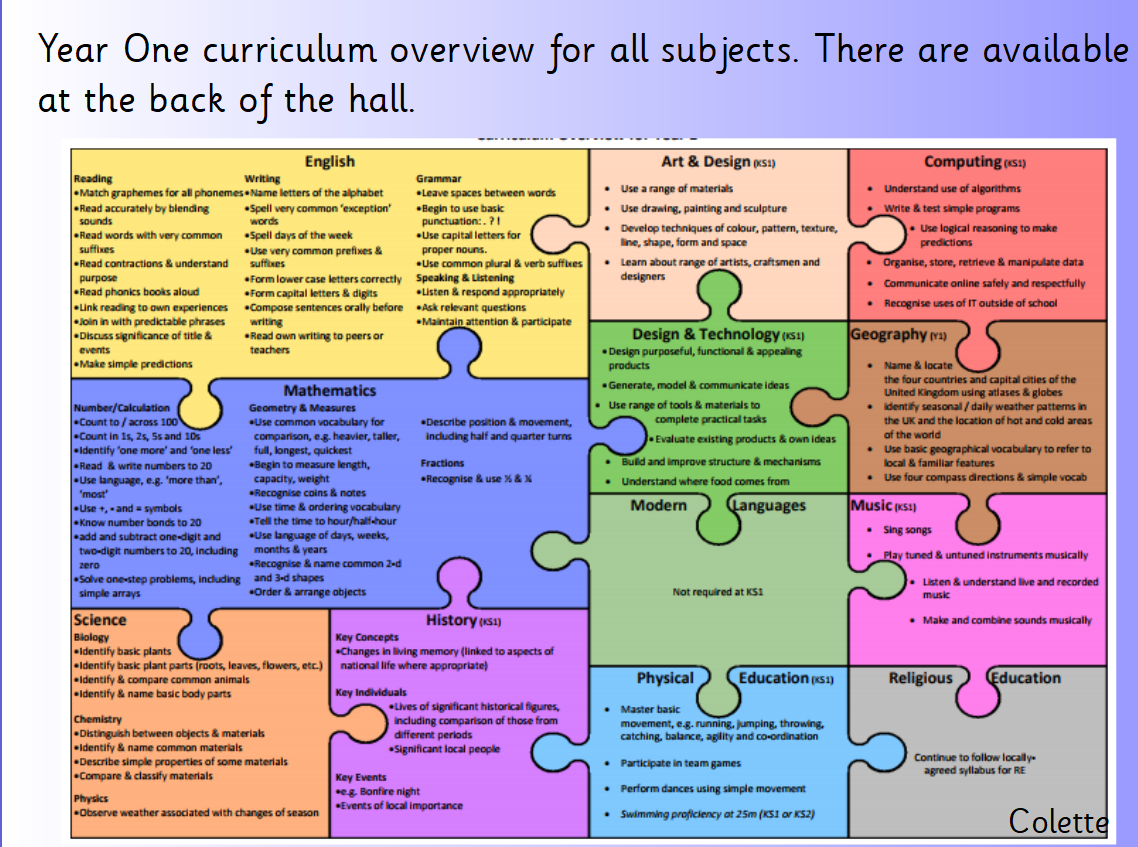 Year One curriculum overview for all subjects. There are available
at the back of the hall.
English
Reading
•Match graphemes for all phonemes
•Read accurately by blending
sounds
•Read words with very common
suffixes
•Read contractions & understand
purpose
•Read phonics books aloud
•Link reading to own experiences
•Join in with predictable phrases
•Discuss significance of title &
events
•Make simple predictions
Writing
•Name letters of the alphabet
•Spell very common 'exception'
words
•Spell days of the week
•Use very common prefixes &
suffixes
•Form lower case letters correctly
•Form capital letters & digits
•Compose sentences orally before
writing
•Read own writing to peers or
teachers
Grammar
•Leave spaces between words
•Begin to use basic
punctuation: . ? !
•Use capital letters for
proper nouns.
•Use common plural & verb suffixes
Speaking & Listening
•Listen & respond appropriately
•Ask relevant questions
•Maintain attention & participate
Art & Design (KS1)
• Use a range of materials
• Use drawing, painting and sculpture
• Develop techniques of colour, pattern, texture,
line, shape, form and space
• Learn about range of artists, craftsmen and
designers
Computing (KS1)
• Understand use of algorithms
• Write & test simple programs
• Use logical reasoning to make
predictions
• Organise, store, retrieve & manipulate data
• Communicate online safely and respectfully
• Recognise uses of IT outside of school
Mathematics
Number/Calculation
•Count to / across 100
•Count in 1s, 2s, 5s and 10s
•Identify 'one more' and 'one less'
•Read & write numbers to 20
•Use language, e.g. 'more than',
'most'
•Use +, - and = symbols
•Know number bonds to 20
•add and subtract one-digit and
two-digit numbers to 20, including
zero
•Solve one-step problems, including
simple arrays
Geometry & Measures
•Use common vocabulary for
comparison, e.g. heavier, taller,
full, longest, quickest
•Begin to measure length,
capacity, weight
•Recognise coins & notes
•Use time & ordering vocabulary
•Tell the time to hour/half-hour
•Use language of days, weeks,
months & years
•Recognise & name common 2-d
and 3-d shapes
•Order & arrange objects
•Describe position & movement,
including half and quarter turns
Fractions
•Recognise & use ½ & ¼
Design & Technology (KS1)
•Design purposeful, functional & appealing
products
•Generate, model & communicate ideas
• Use range of tools & materials to
complete practical tasks
•Evaluate existing products & own ideas
• Build and improve structure & mechanisms
• Understand where food comes from
Geography (Y1)
• Name & locate
the four countries and capital cities of the
United Kingdom using atlases & globes
• Identify seasonal / daily weather patterns in
the UK and the location of hot and cold areas
of the world
• Use basic geographical vocabulary to refer to
local & familiar features
• Use four compass directions & simple vocab
Modern Languages
Not required at KS1
Music (KS1)
• Sing songs
• Play tuned & untuned instruments musically
• Listen & understand live and recorded
music
• Make and combine sounds musically
Science
Biology
•Identify basic plants
•Identify basic plant parts (roots, leaves, flowers, etc.)
•Identify & compare common animals
•Identify & name basic body parts
Chemistry
•Distinguish between objects & materials
•Identify & name common materials
•Describe simple properties of some materials
•Compare & classify materials
Physics
•Observe weather associated with changes of season
History (KS1)
Key Concepts
•Changes in living memory (linked to aspects of
national life where appropriate)
Key Individuals
•Lives of significant historical figures,
including comparison of those from
different periods
•Significant local people
Key Events
•e.g. Bonfire night
•Events of local importance
Physical Education (KS1)
• Master basic
movement, e.g. running, jumping, throwing,
catching, balance, agility and co-ordination
• Participate in team games
• Perform dances using simple movement
• Swimming proficiency at 25m (KS1 or KS2)
Religious Education
Continue to follow locally-
agreed syllabus for RE
Colette